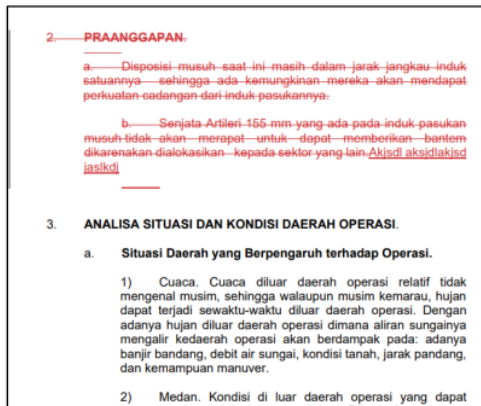 2. PRAANGGAPAN.
a. Disposisi musuh saat ini masih dalam jarak jangkau induk
satuannya sehingga ada kemungkinan mereka akan mendapat
perkuatan cadangan dari induk pasukannya.
b. Senjata Artileri 155 mm yang ada pada induk pasukan
musuh tidak akan merapat untuk dapat memberikan bantem
dikarenakan dialokasikan kepada sektor yang lain.Akjsdl aksjdlakjsd
jaslkdj
3. ANALISA SITUASI DAN KONDISI DAERAH OPERASI.
a. Situasi Daerah yang Berpengaruh terhadap Operasi.
1) Cuaca. Cuaca diluar daerah operasi relatif tidak
mengenal musim, sehingga walaupun musim kemarau, hujan
dapat terjadi sewaktu-waktu diluar daerah operasi. Dengan
adanya hujan diluar daerah operasi dimana aliran sungainya
mengalir kedaerah operasi akan berdampak pada: adanya
banjir bandang, debit air sungai, kondisi tanah, jarak pandang,
dan kemampuan manuver.
2) Medan. Kondisi di luar daerah operasi yang dapat